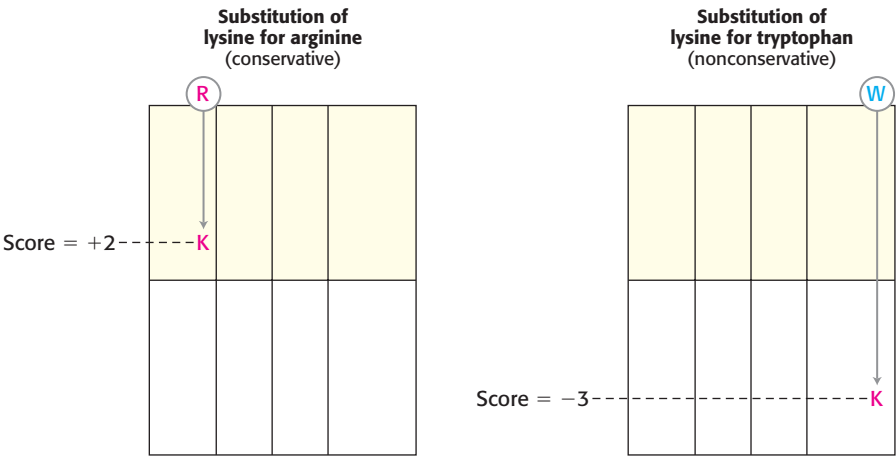 Substitution of
lysine for arginine
(conservative)
R
Score = +2
K
Substitution of
lysine for tryptophan
(nonconservative)
W
Score = −3
K